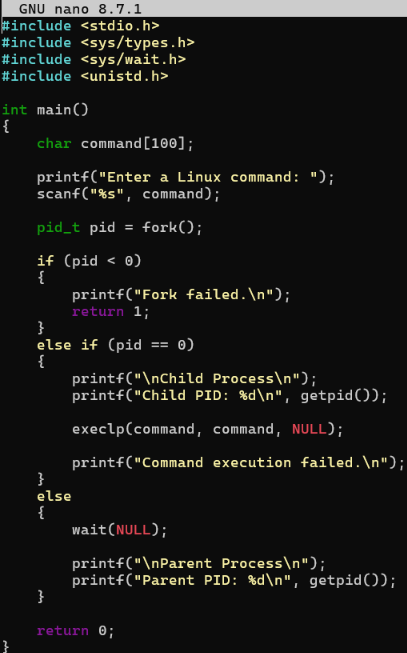 GNU nano 8.7.1
#include <stdio.h>
#include <sys/types.h>
#include <sys/wait.h>
#include <unistd.h>

int main()
{
    char command[100];

    printf("Enter a Linux command: ");
    scanf("%s", command);

    pid_t pid = fork();

    if (pid < 0)
    {
        printf("Fork failed.\n");
        return 1;
    }
    else if (pid == 0)
    {
        printf("\nChild Process\n");
        printf("Child PID: %d\n", getpid());

        execlp(command, command, NULL);

        printf("Command execution failed.\n");
    }
    else
    {
        wait(NULL);

        printf("\nParent Process\n");
        printf("Parent PID: %d\n", getpid());
    }

    return 0;
}